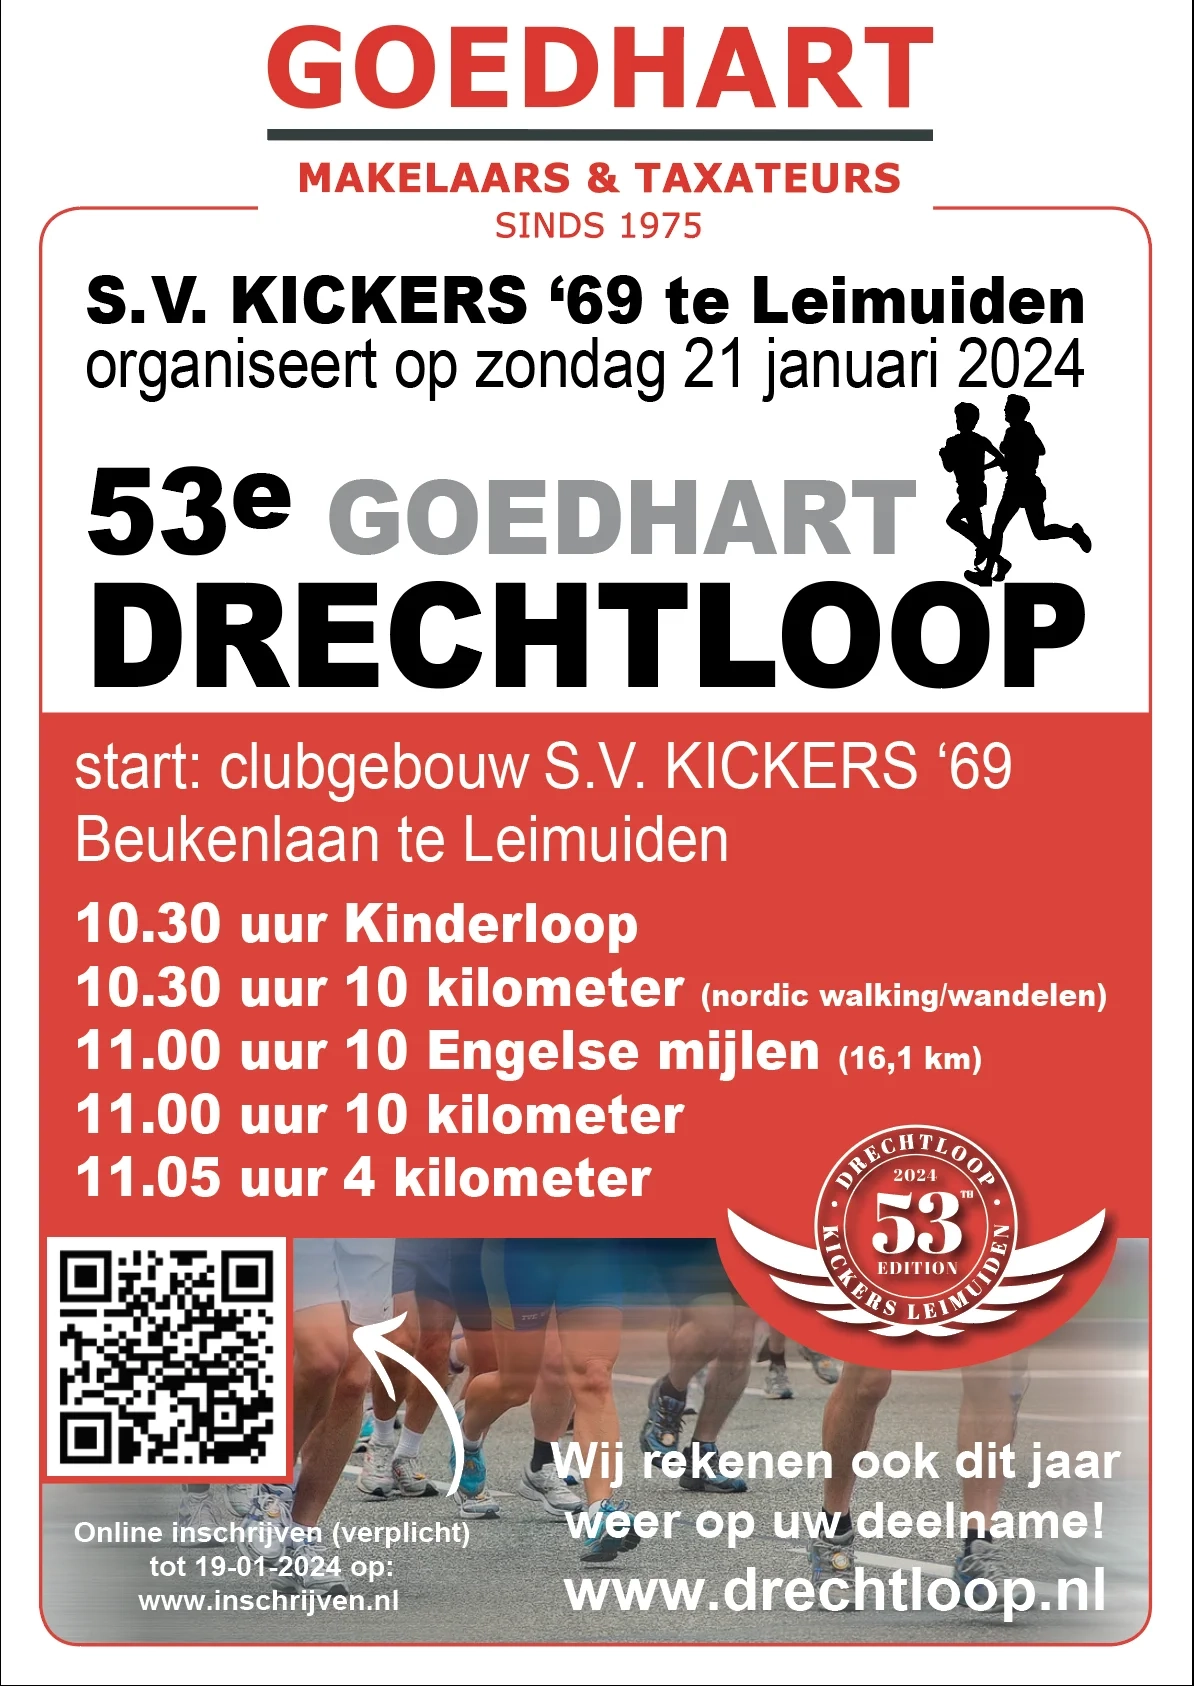 GOEDHART
MAKELAARS & TAXATEURS
SINDS 1975
S.V. KICKERS ‘69 te Leimuiden
organiseert op zondag 21 januari 2024
53e GOEDHART
DRECHTLOOP
start: clubgebouw S.V. KICKERS ‘69
Beukenlaan te Leimuiden
10.30 uur Kinderloop
10.30 uur 10 kilometer (nordic walking/wandelen)
11.00 uur 10 Engelse mijlen (16,1 km)
11.00 uur 10 kilometer
11.05 uur 4 kilometer
DRECHTLOOP
2024
53TH
EDITION
KICKERS LEIMUIDEN
Wij rekenen ook dit jaar
weer op uw deelname!
www.drechtloop.nl
Online inschrijven (verplicht)
tot 19-01-2024 op:
www.inschrijven.nl